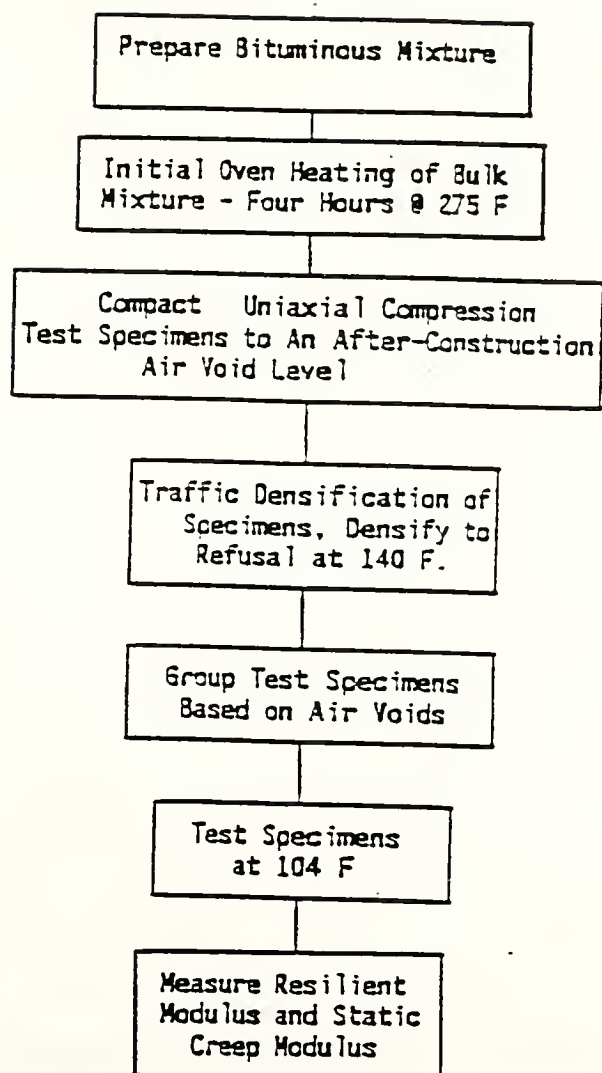 Prepare Bituminous Mixture
Initial Oven Heating of Bulk
Mixture - Four Hours @ 275 F
Compact Uniaxial Compression
Test Specimens to An After-Construction
Air Void Level
Traffic Densification of
Specimens, Densify to
Refusal at 140 F.
Group Test Specimens
Based on Air Voids
Test Specimens
at 104 F
Measure Resilient
Modulus and Static
Creep Modulus